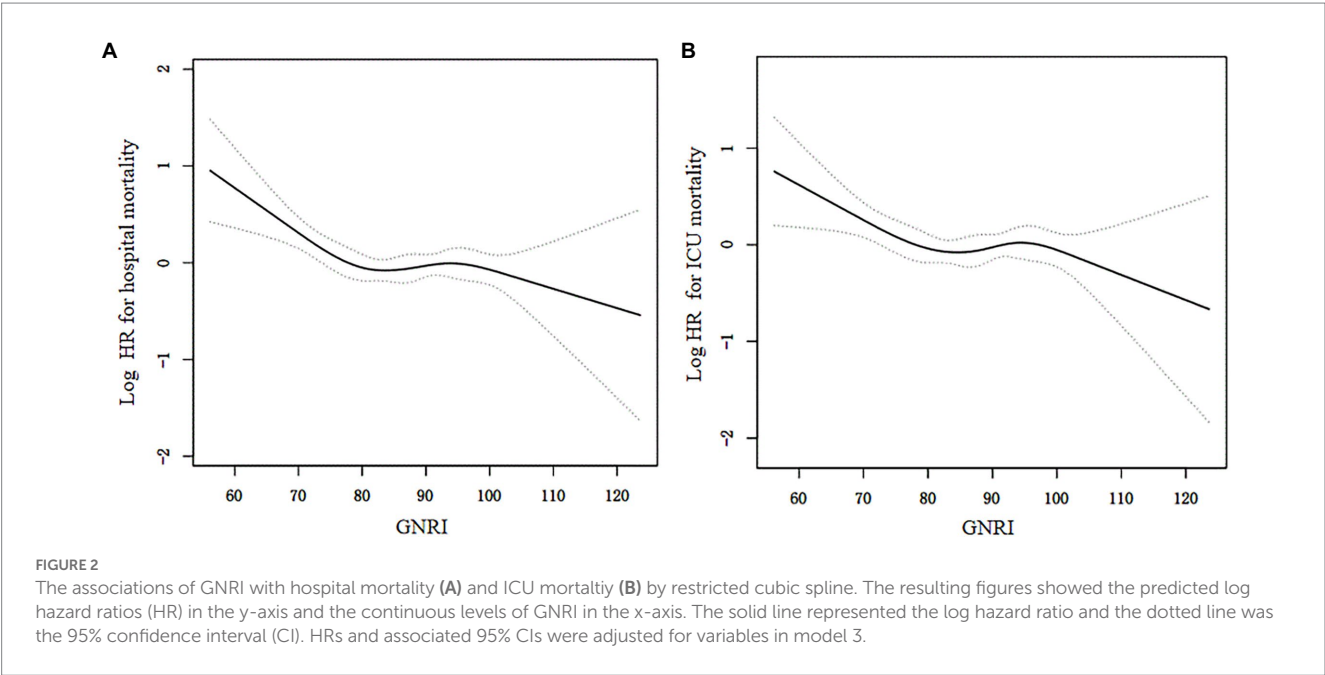 A
B
2
1
0
-1
-2
Log HR for hospital mortality
60 70 80 90 100 110 120
GNRI
1
0
-1
-2
Log HR for ICU mortality
60 70 80 90 100 110 120
GNRI
FIGURE 2
The associations of GNRI with hospital mortality (A) and ICU mortaltiy (B) by restricted cubic spline. The resulting figures showed the predicted log
hazard ratios (HR) in the y-axis and the continuous levels of GNRI in the x-axis. The solid line represented the log hazard ratio and the dotted line was
the 95% confidence interval (CI). HRs and associated 95% CIs were adjusted for variables in model 3.